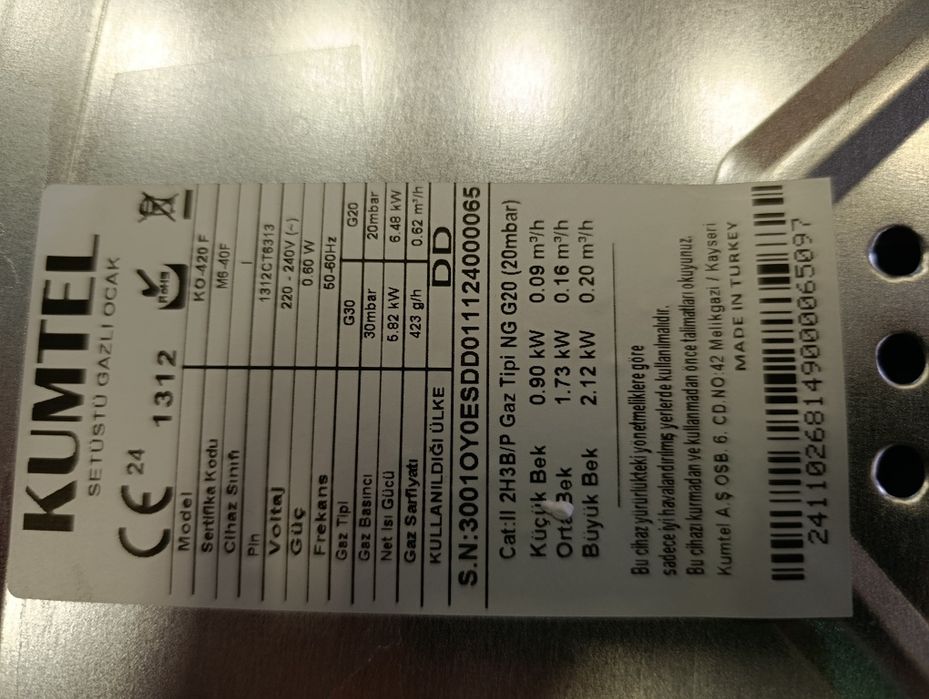 KUMTEL
SETÜSTÜ GAZLI OCAK
CE 24 1312 RoHS
Model KO-420 F
Sertifika Kodu M6-40F
Cihaz Sınıfı I
Pin 1312CT6313
Voltaj 220 - 240V (~)
Güç 0.60 W
Frekans 50-60Hz
Gaz Tipi G30 G20
Gaz Basıncı 30mbar 20mbar
Net Isı Gücü 5.82 kW 6.48 kW
Gaz Sarfiyatı 423 g/h 0.62 m³/h
KULLANILDIĞI ÜLKE DD
S.N:3001OY0ESDD01112400​0065
Cat:II 2H3B/P Gaz Tipi NG G20 (20mbar)
Küçük Bek 0.90 kW 0.09 m³/h
Orta Bek 1.73 kW 0.16 m³/h
Büyük Bek 2.12 kW 0.20 m³/h
Bu cihaz yürürlükteki yönetmeliklere göre
sadece iyi havalandırılmış yerlerde kullanılmalıdır.
Bu cihazı kurmadan ve kullanmadan önce talimatları okuyunuz.
Kumtel A.Ş OSB. 6. CD.NO:42 Melikgazi / Kayseri
MADE IN TURKEY
2411102681490000065097